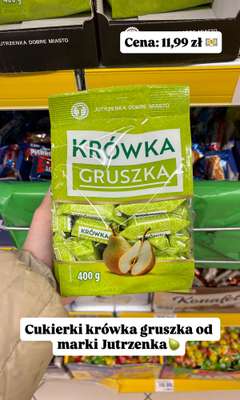 JUTRZENKA DOBRE MIASTO
400 g
Cena: 11,99 zł 💵
JUTRZENKA DOBRE MIASTO
KRÓWKA
GRUSZKA
KRÓWKA
400 g
Cukierki krówka gruszka od
marki Jutrzenka🍐